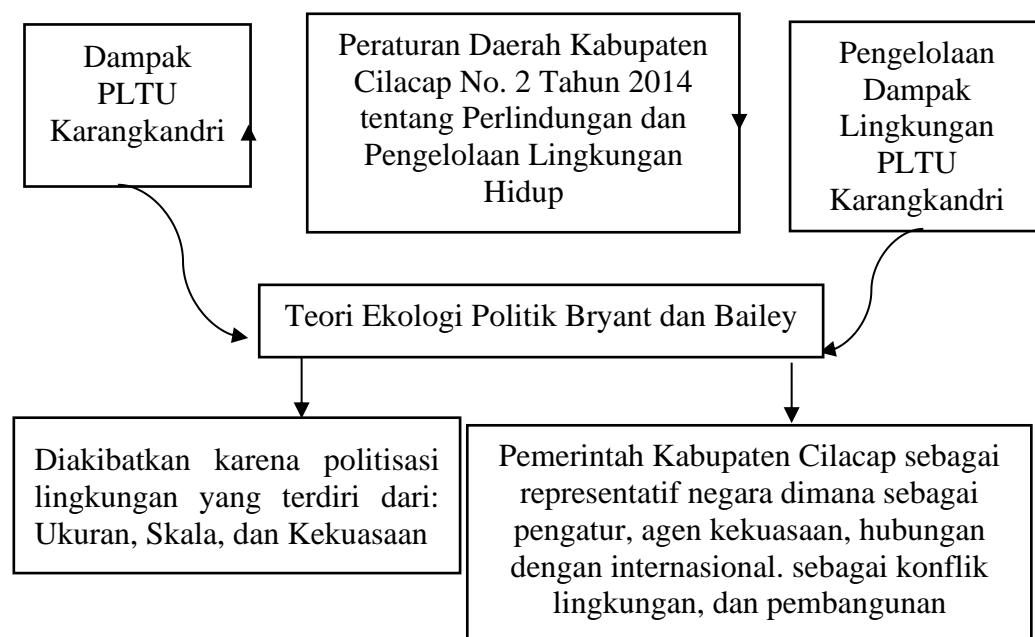 Dampak
PLTU
Karangkandri
Peraturan Daerah Kabupaten
Cilacap No. 2 Tahun 2014
tentang Perlindungan dan
Pengelolaan Lingkungan
Hidup
Pengelolaan
Dampak
Lingkungan
PLTU
Karangkandri
Teori Ekologi Politik Bryant dan Bailey
Diakibatkan karena politisasi
lingkungan yang terdiri dari:
Ukuran, Skala, dan Kekuasaan
Pemerintah Kabupaten Cilacap sebagai
representatif negara dimana sebagai
pengatur, agen kekuasaan, hubungan
dengan internasional. sebagai konflik
lingkungan, dan pembangunan